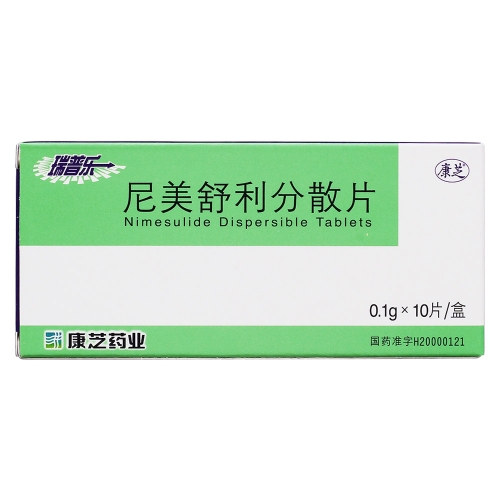 瑞普乐
康芝
尼美舒利分散片
Nimesulide Dispersible Tablets
0.1g×10片/盒
康芝药业
国药准字H20000121